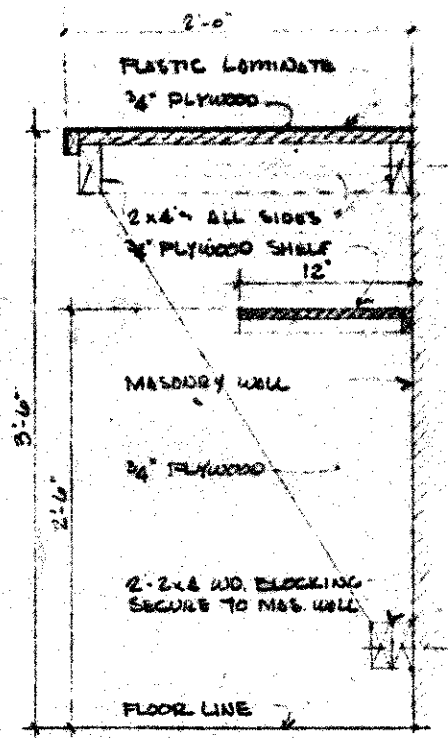 2'-0"
PLASTIC LAMINATE
3/4" PLYWOOD
2x4'S ALL SIDES
3/4" PLYWOOD SHELF
12"
MASONRY WALL
3'-6"
2'-6"
3/4" PLYWOOD
2-2x4 WD. BLOCKING
SECURE TO MAS. WALL
FLOOR LINE